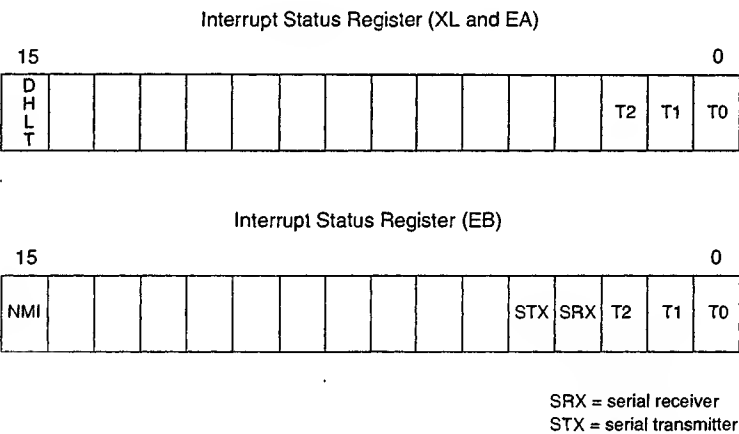 Interrupt Status Register (XL and EA)
15 0
DHLT T2 T1 T0
Interrupt Status Register (EB)
15 0
NMI STX SRX T2 T1 T0
SRX = serial receiver
STX = serial transmitter